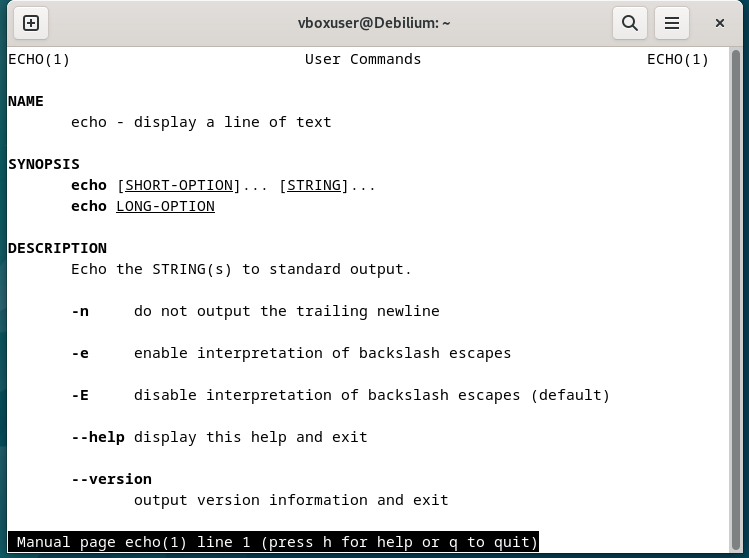 vboxuser@Debilium: ~
ECHO(1) User Commands ECHO(1)
NAME
echo - display a line of text
SYNOPSIS
echo [SHORT-OPTION]... [STRING]...
echo LONG-OPTION
DESCRIPTION
Echo the STRING(s) to standard output.
-n do not output the trailing newline
-e enable interpretation of backslash escapes
-E disable interpretation of backslash escapes (default)
--help display this help and exit
--version
output version information and exit
Manual page echo(1) line 1 (press h for help or q to quit)